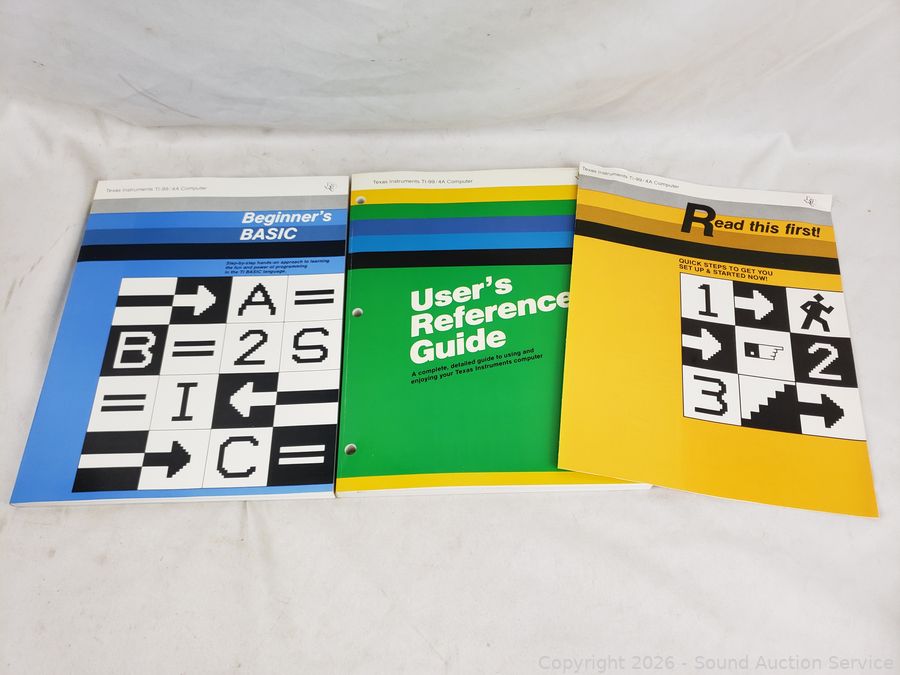 Texas Instruments TI-99/4A Computer
Beginner's
BASIC
Step-by-step hands-on approach to learning
the fun and power of programming
in the TI BASIC language.
A =
B = 2 S
= I
C =
Texas Instruments TI-99/4A Computer
User's
Reference
Guide
A complete, detailed guide to using and
enjoying your Texas Instruments computer
Texas Instruments TI-99/4A Computer
Read this first!
QUICK STEPS TO GET YOU
SET UP & STARTED NOW!
1
2
3
Copyright 2026 - Sound Auction Service